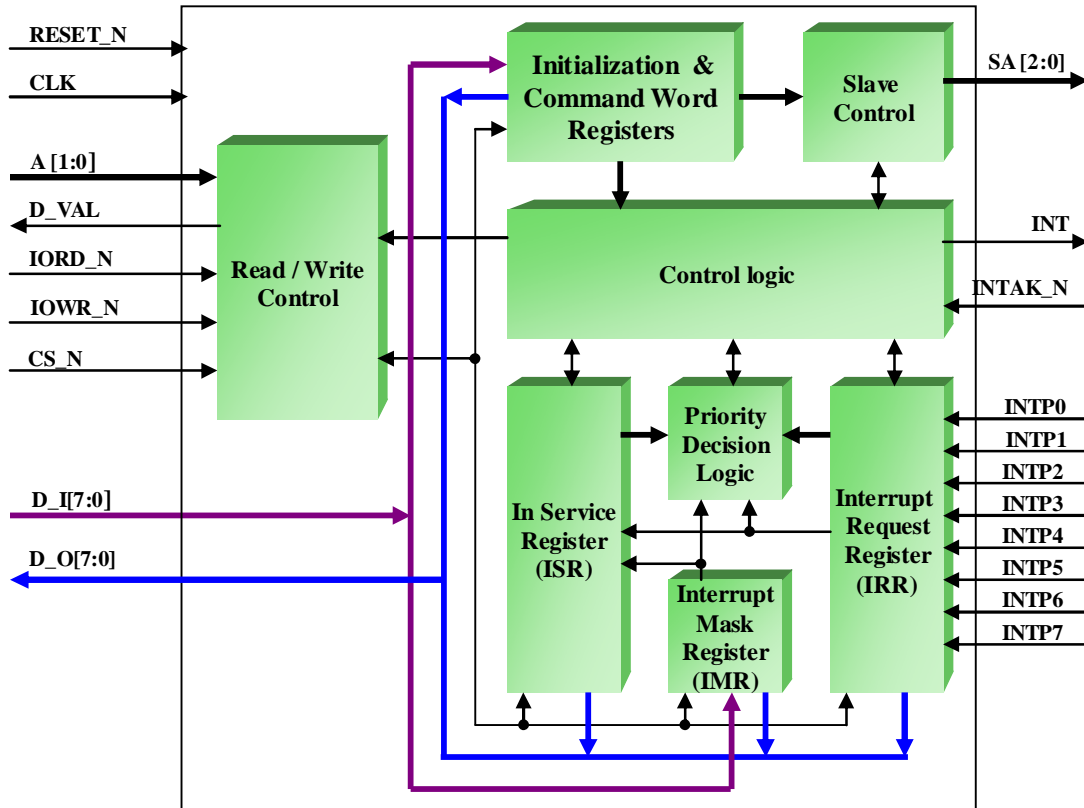 RESET_N
CLK
A [1:0]
D_VAL
IORD_N
IOWR_N
CS_N
D_I[7:0]
D_O[7:0]
Read / Write
Control
Initialization &
Command Word
Registers
Slave
Control
Control logic
In Service
Register
(ISR)
Priority
Decision
Logic
Interrupt
Mask
Register
(IMR)
Interrupt
Request
Register
(IRR)
SA [2:0]
INT
INTAK_N
INTP0
INTP1
INTP2
INTP3
INTP4
INTP5
INTP6
INTP7